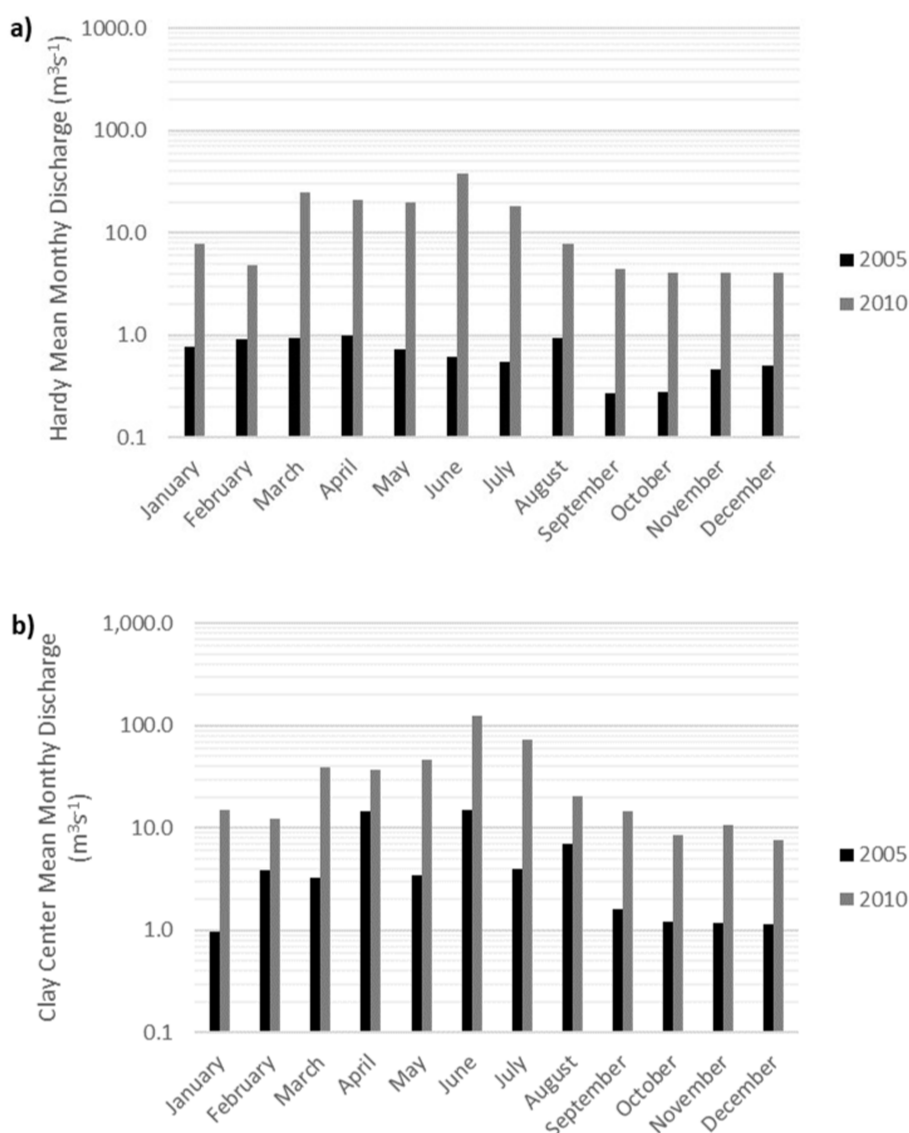 a)
Hardy Mean Monthy Discharge (m³s⁻¹)
1000.0
100.0
10.0
1.0
0.1
January
February
March
April
May
June
July
August
September
October
November
December
2005
2010
b)
Clay Center Mean Monthy Discharge
(m³s⁻¹)
1,000.0
100.0
10.0
1.0
0.1
January
February
March
April
May
June
July
August
September
October
November
December
2005
2010